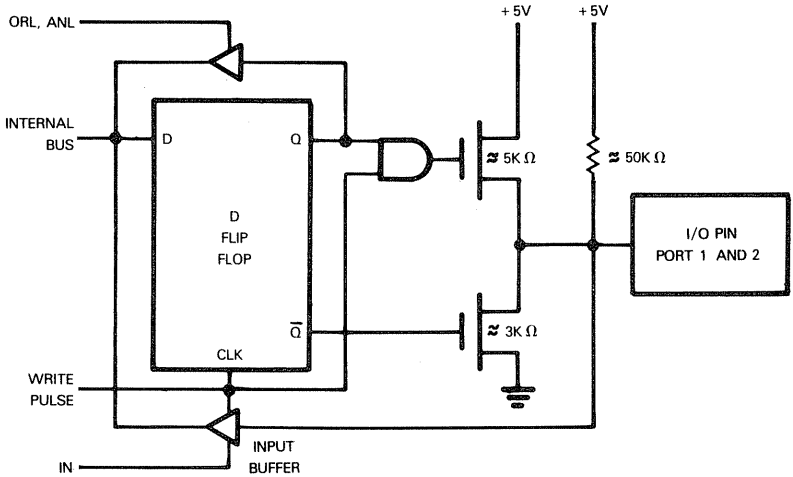 ORL, ANL
+5V
+5V
INTERNAL
BUS
D
Q
≈ 5K Ω
≈ 50K Ω
D
FLIP
FLOP
I/O PIN
PORT 1 AND 2
Q̅
≈ 3K Ω
CLK
WRITE
PULSE
INPUT
BUFFER
IN